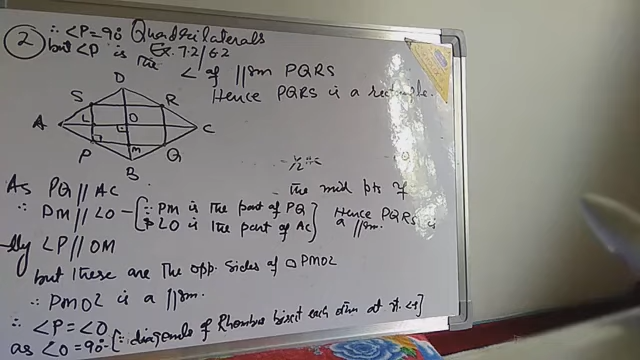 2
∴ ∠P=90° Quadrilaterals
but ∠P is the Ex. 7.2/6.2
∠ of ||gm PQRS
Hence PQRS is a rectangle.
D
S R
A L O C
P M Q
B
As PQ || AC
The mid pts of
∴ PM || LO - [∵ PM is the part of PQ
& LO is the part of AC]
Hence PQRS is a ||gm.
-lly LP || OM
but these are the opp. sides of □ PMOL
∴ PMOL is a ||gm.
∴ ∠P = ∠O
as ∠O = 90° - [∵ diagonals of Rhombus bisect each other at rt. ∠s]